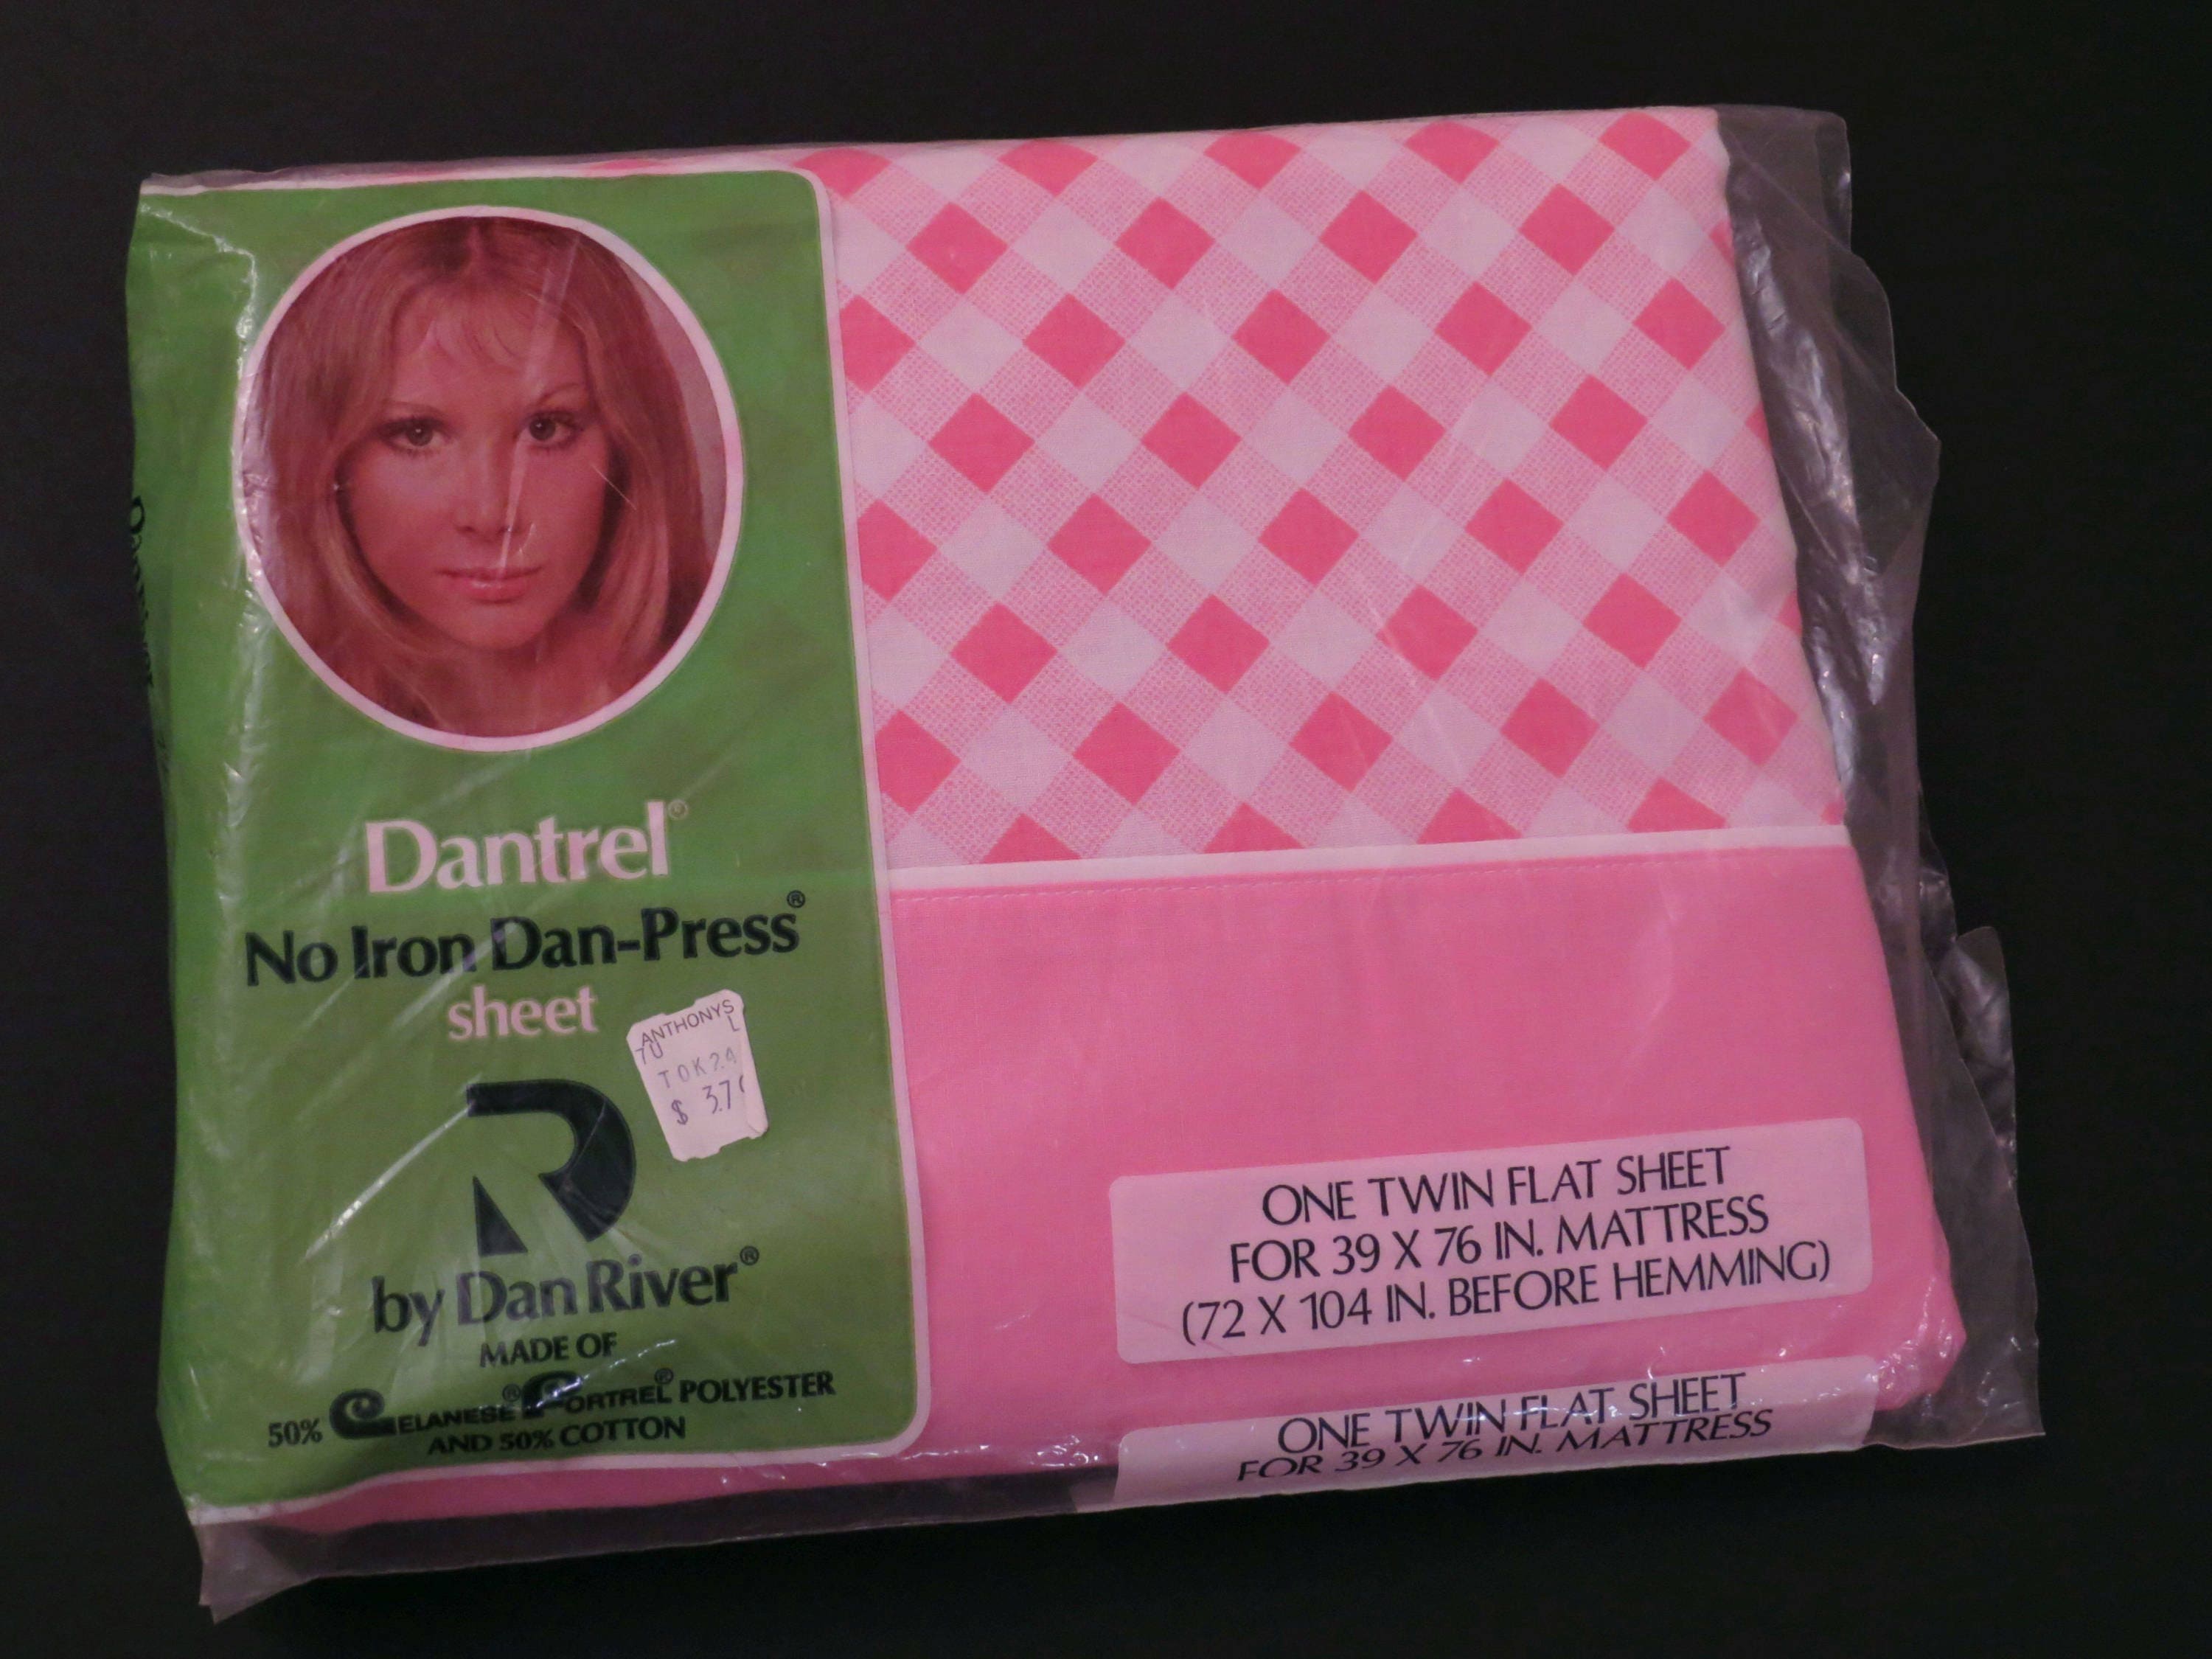 Dantrel®
No Iron Dan-Press®
sheet
ANTHONYS
L
TOK24
$ 3.7
by Dan River®
MADE OF
50% CELANESE® FORTREL® POLYESTER
AND 50% COTTON
ONE TWIN FLAT SHEET
FOR 39 X 76 IN. MATTRESS
(72 X 104 IN. BEFORE HEMMING)
ONE TWIN FLAT SHEET
FOR 39 X 76 IN. MATTRESS